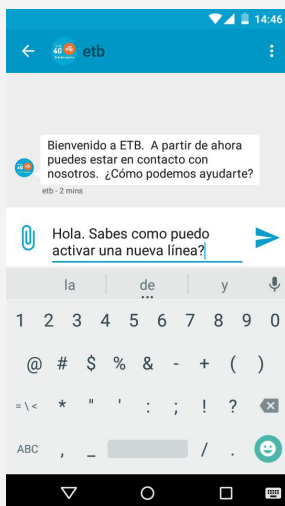 14:46
4G
etb
Bienvenido a ETB. A partir de ahora
puedes estar en contacto con
nosotros. ¿Cómo podemos ayudarte?
etb - 2 mins
Hola. Sabes como puedo
activar una nueva línea?
la de y
1 2 3 4 5 6 7 8 9 0
@ # $ % & - + ( )
= \ < * " ' : ; ! ?
ABC , _ / .